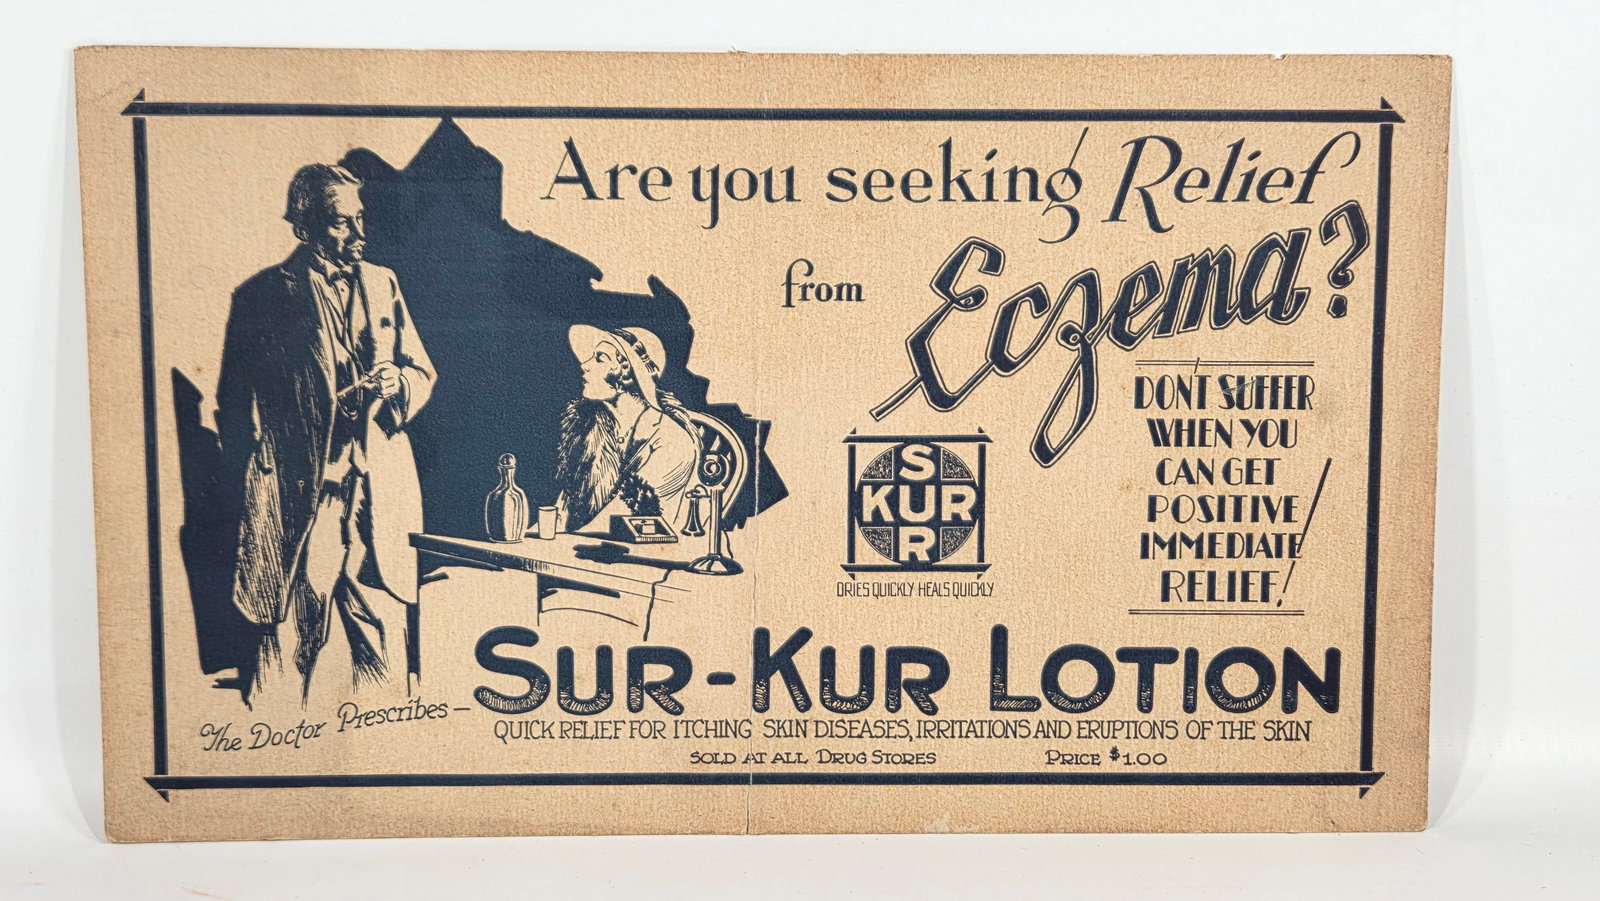 Are you seeking Relief
from Eczema?
DON'T SUFFER
WHEN YOU
CAN GET
POSITIVE
IMMEDIATE
RELIEF!
S
KUR
R
DRIES QUICKLY HEALS QUICKLY
The Doctor Prescribes—
SUR-KUR LOTION
QUICK RELIEF FOR ITCHING SKIN DISEASES, IRRITATIONS AND ERUPTIONS OF THE SKIN
SOLD AT ALL DRUG STORES PRICE $1.00